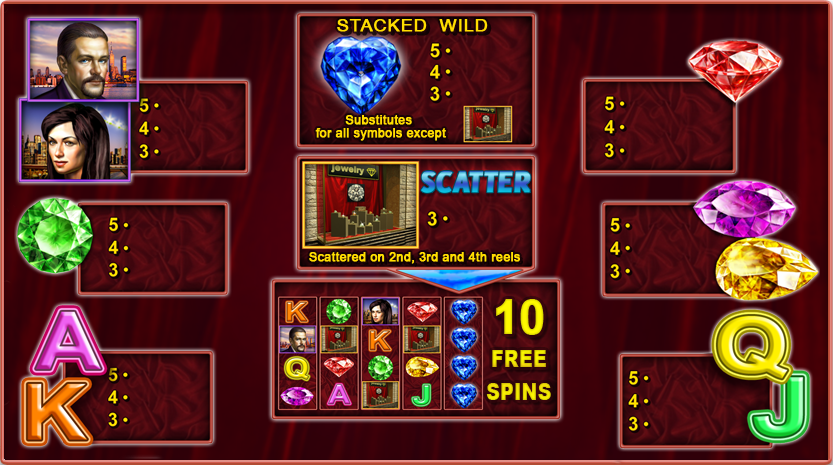 STACKED WILD
5 •
4 •
3 •
Substitutes
for all symbols except
jewelry
5 •
4 •
3 •
5 •
4 •
3 •
jewelry
SCATTER
3 •
Scattered on 2nd, 3rd and 4th reels
5 •
4 •
3 •
5 •
4 •
3 •
K
K
Q
A
J
10
FREE
SPINS
A
K
5 •
4 •
3 •
Q
J
5 •
4 •
3 •